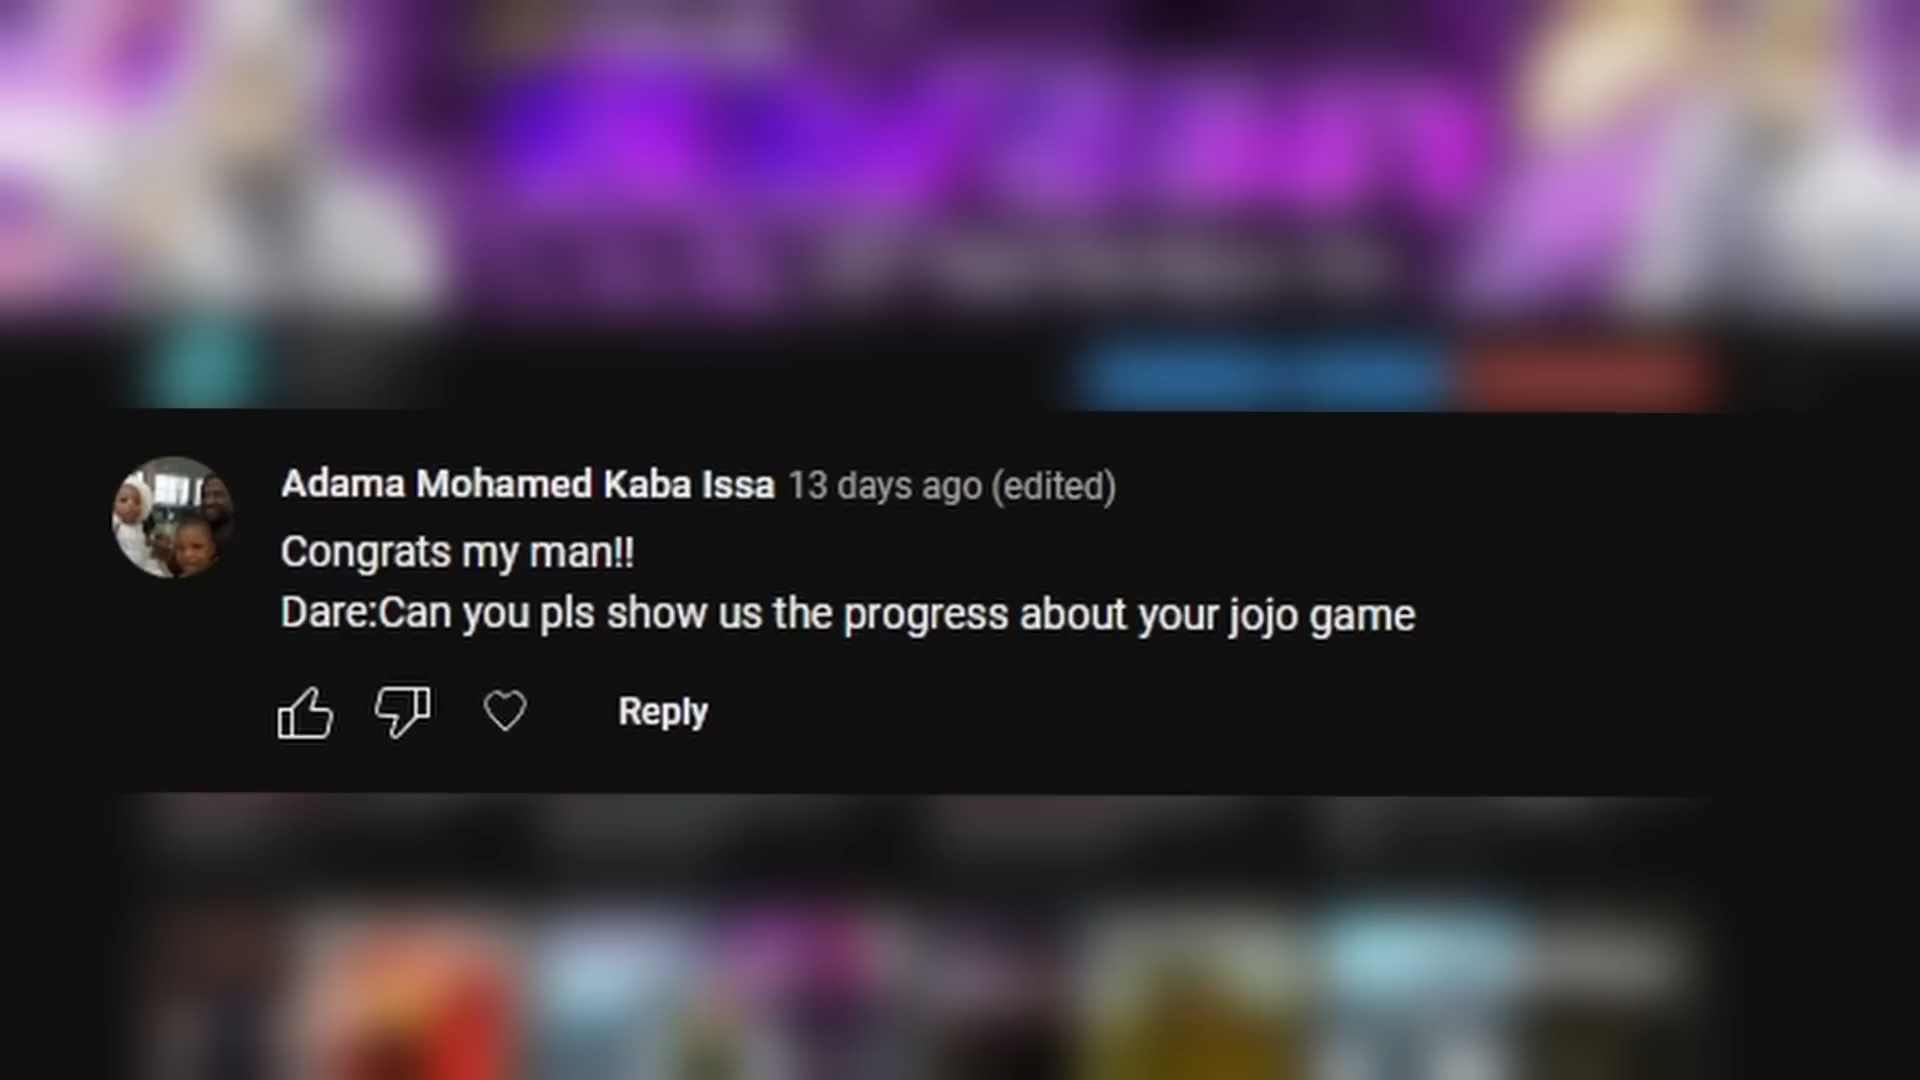 Adama Mohamed Kaba Issa 13 days ago (edited)
Congrats my man!!
Dare:Can you pls show us the progress about your jojo game
Reply